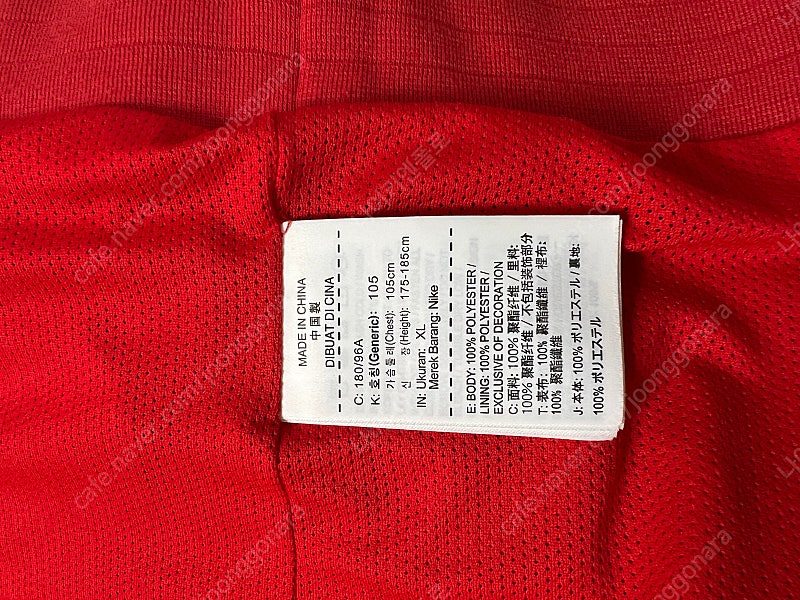 MADE IN CHINA
中国製
DIBUAT DI CINA
C: 180/96A
K: 호칭(Generic): 105
가슴둘레(Chest): 105cm
신 장(Height): 175-185cm
IN: Ukuran: XL
Merek Barang: Nike
E: BODY: 100% POLYESTER /
LINING: 100% POLYESTER /
EXCLUSIVE OF DECORATION
C: 面料: 100% 聚酯纤维 / 里料:
100% 聚酯纤维 / 不包括装饰部分
T: 表布: 100% 聚酯纖維 / 裡布:
100% 聚酯纖維
J: 本体: 100% ポリエステル / 裏地:
100% ポリエステル
cafe.naver.com/joonggonara